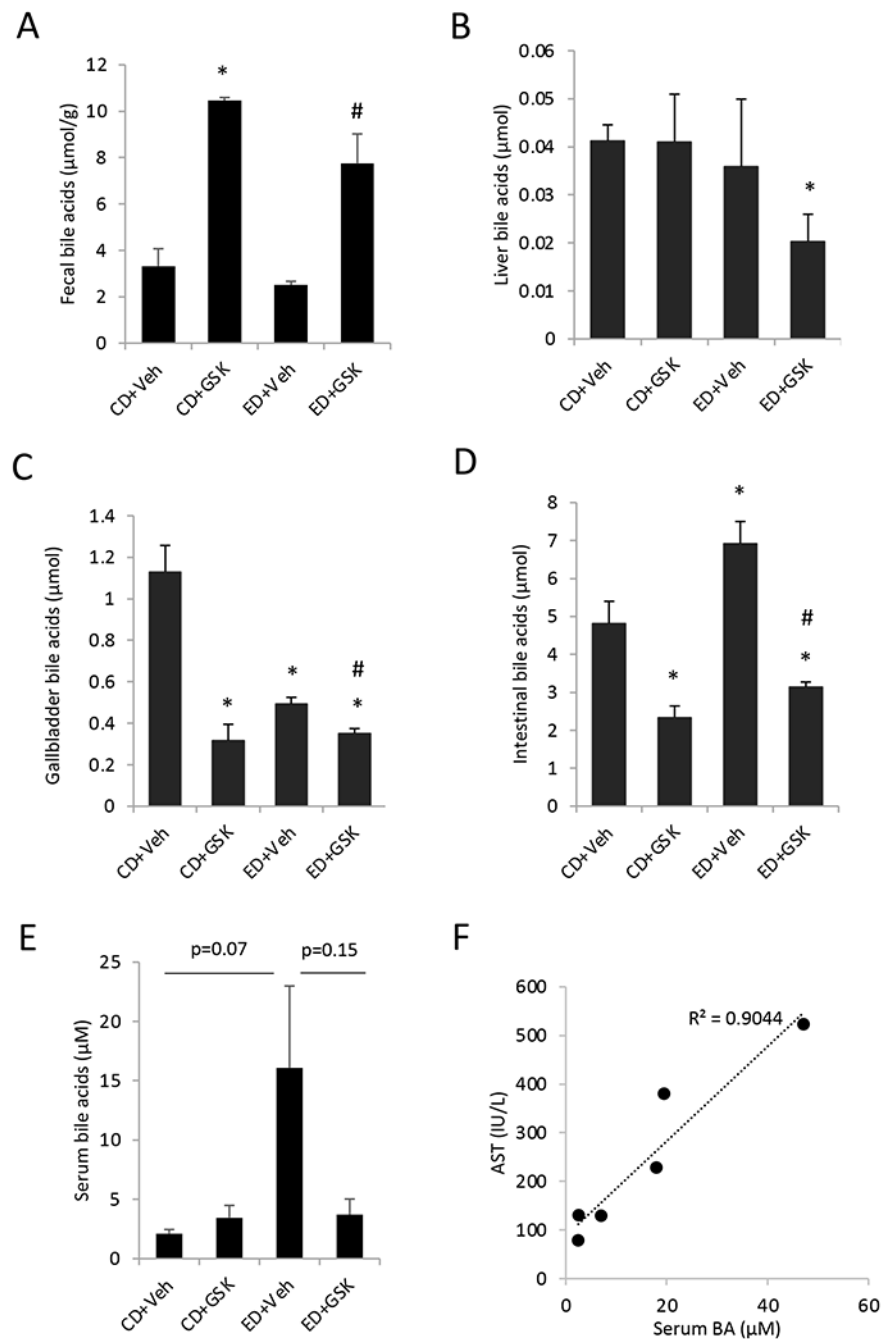 A
Fecal bile acids (µmol/g)
12
10
8
6
4
2
0
*
#
CD+Veh
CD+GSK
ED+Veh
ED+GSK
B
Liver bile acids (µmol)
0.06
0.05
0.04
0.03
0.02
0.01
0
*
CD+Veh
CD+GSK
ED+Veh
ED+GSK
C
Gallbladder bile acids (µmol)
1.4
1.2
1
0.8
0.6
0.4
0.2
0
*
*
#
*
CD+Veh
CD+GSK
ED+Veh
ED+GSK
D
Intestinal bile acids (µmol)
8
7
6
5
4
3
2
1
0
*
*
#
*
CD+Veh
CD+GSK
ED+Veh
ED+GSK
E
p=0.07
p=0.15
Serum bile acids (µM)
25
20
15
10
5
0
CD+Veh
CD+GSK
ED+Veh
ED+GSK
F
AST (IU/L)
600
500
400
300
200
100
0
R² = 0.9044
0
20
40
60
Serum BA (µM)